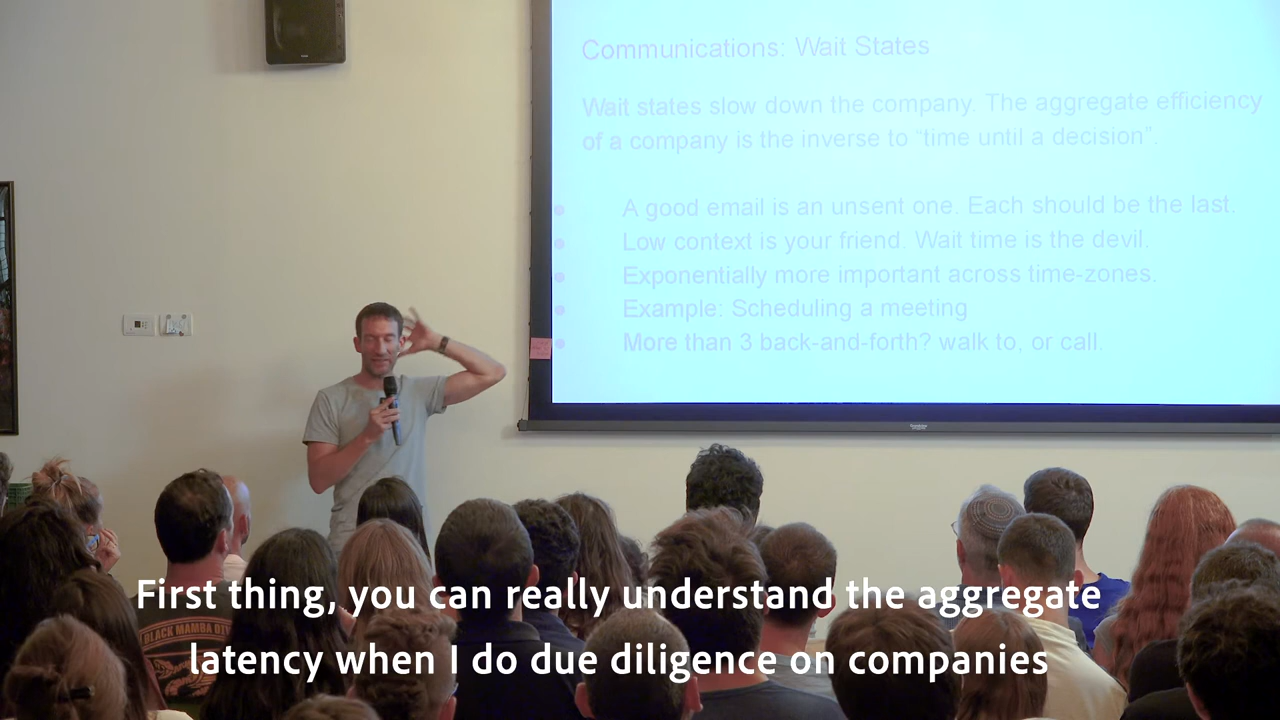 Communications: Wait States
Wait states slow down the company. The aggregate efficiency
of a company is the inverse to “time until a decision”.
A good email is an unsent one. Each should be the last.
Low context is your friend. Wait time is the devil.
Exponentially more important across time-zones.
Example: Scheduling a meeting
More than 3 back-and-forth? walk to, or call.
BLACK MAMBA DIV
First thing, you can really understand the aggregate
latency when I do due diligence on companies